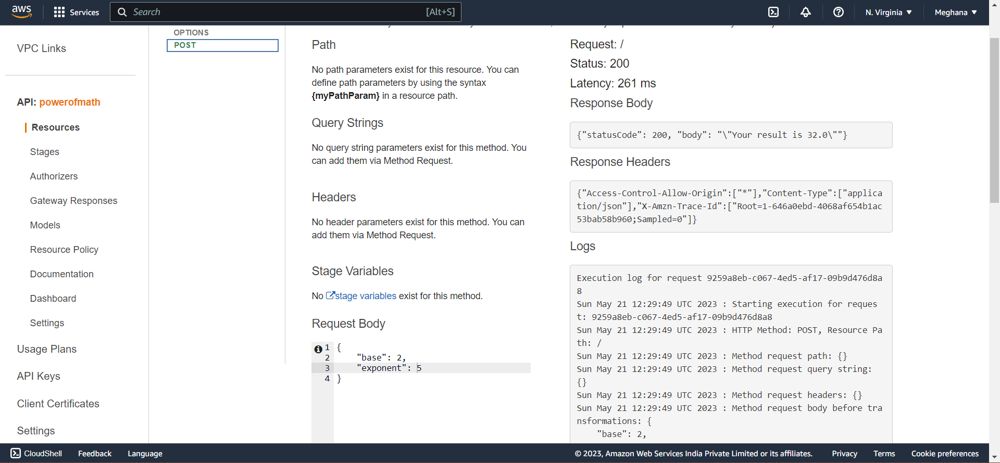 aws
Services
Search
[Alt+S]
N. Virginia
Meghana
VPC Links
API: powerofmath
Resources
Stages
Authorizers
Gateway Responses
Models
Resource Policy
Documentation
Dashboard
Settings
Usage Plans
API Keys
Client Certificates
Settings
OPTIONS
POST
Path
No path parameters exist for this resource. You can
define path parameters by using the syntax
{myPathParam} in a resource path.
Query Strings
No query string parameters exist for this method. You
can add them via Method Request.
Headers
No header parameters exist for this method. You can
add them via Method Request.
Stage Variables
No stage variables exist for this method.
Request Body
1 {
2 "base": 2,
3 "exponent": 5
4 }
Request: /
Status: 200
Latency: 261 ms
Response Body
{"statusCode": 200, "body": "\"Your result is 32.0\""}
Response Headers
{"Access-Control-Allow-Origin":["*"],"Content-Type":["applica
tion/json"],"X-Amzn-Trace-Id":["Root=1-646a0ebd-4068af654b1ac
53bab58b960;Sampled=0"]}
Logs
Execution log for request 9259a8eb-c067-4ed5-af17-09b9d476d8a
8
Sun May 21 12:29:49 UTC 2023 : Starting execution for reques
t: 9259a8eb-c067-4ed5-af17-09b9d476d8a8
Sun May 21 12:29:49 UTC 2023 : HTTP Method: POST, Resource Pa
th: /
Sun May 21 12:29:49 UTC 2023 : Method request path: {}
Sun May 21 12:29:49 UTC 2023 : Method request query string:
{}
Sun May 21 12:29:49 UTC 2023 : Method request headers: {}
Sun May 21 12:29:49 UTC 2023 : Method request body before tra
nsformations: {
"base": 2,
CloudShell
Feedback
Language
© 2023, Amazon Web Services India Private Limited or its affiliates.
Privacy
Terms
Cookie preferences